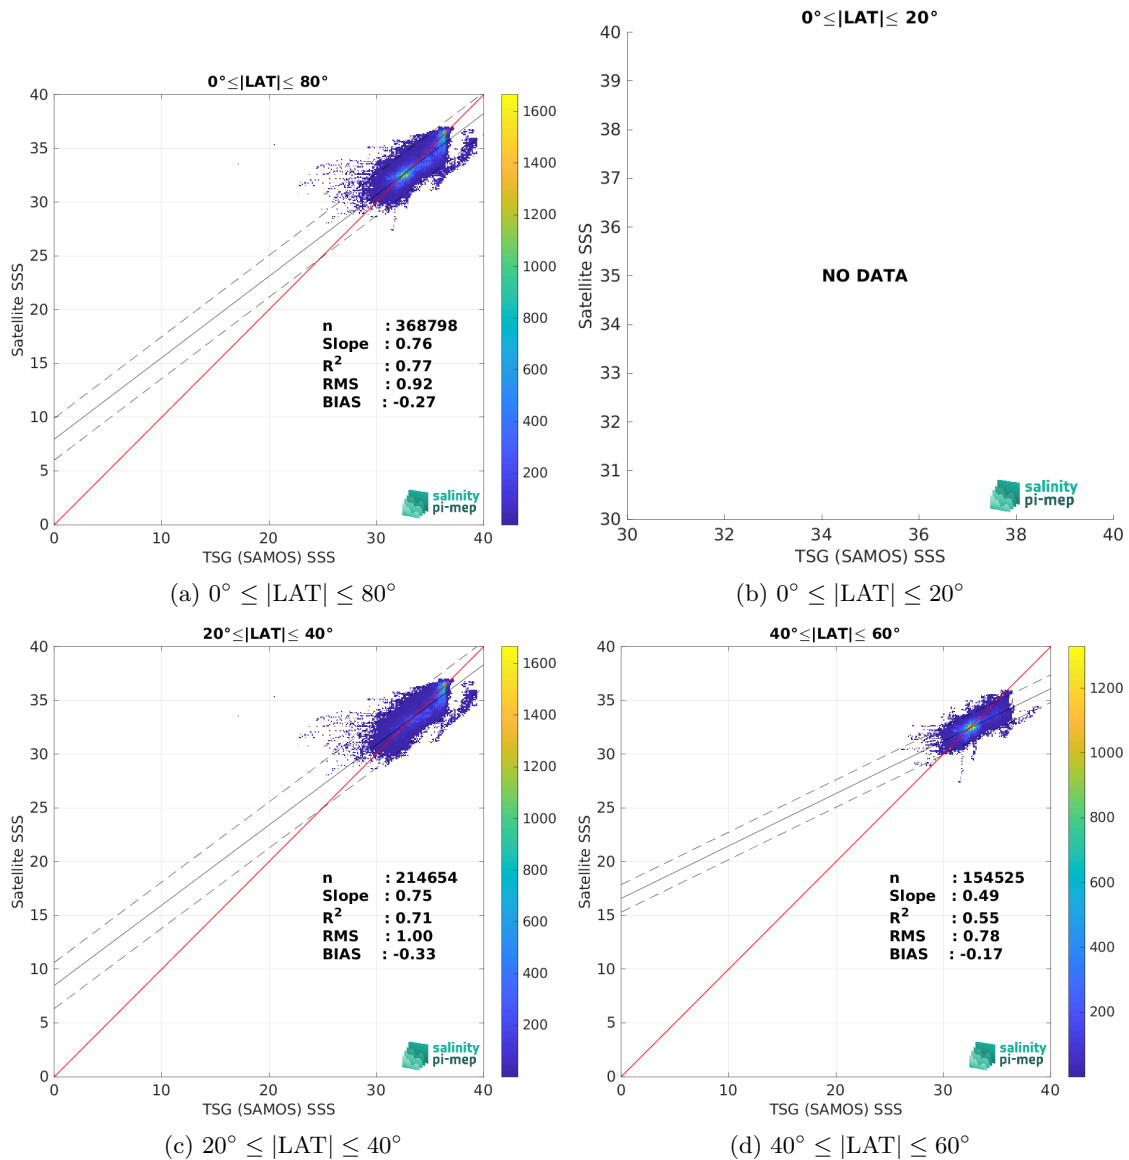 0°≤|LAT|≤ 80°
40
35
30
25
20
15
10
5
0
0
10
20
30
40
Satellite SSS
TSG (SAMOS) SSS
n : 368798
Slope : 0.76
R² : 0.77
RMS : 0.92
BIAS : -0.27
salinity
pi-mep
1600
1400
1200
1000
800
600
400
200
(a) 0° ≤ |LAT| ≤ 80°
0°≤|LAT|≤ 20°
40
39
38
37
36
35
34
33
32
31
30
30
32
34
36
38
40
Satellite SSS
TSG (SAMOS) SSS
NO DATA
salinity
pi-mep
(b) 0° ≤ |LAT| ≤ 20°
20°≤|LAT|≤ 40°
40
35
30
25
20
15
10
5
0
0
10
20
30
40
Satellite SSS
TSG (SAMOS) SSS
n : 214654
Slope : 0.75
R² : 0.71
RMS : 1.00
BIAS : -0.33
salinity
pi-mep
1600
1400
1200
1000
800
600
400
200
(c) 20° ≤ |LAT| ≤ 40°
40°≤|LAT|≤ 60°
40
35
30
25
20
15
10
5
0
0
10
20
30
40
Satellite SSS
TSG (SAMOS) SSS
n : 154525
Slope : 0.49
R² : 0.55
RMS : 0.78
BIAS : -0.17
salinity
pi-mep
1200
1000
800
600
400
200
(d) 40° ≤ |LAT| ≤ 60°